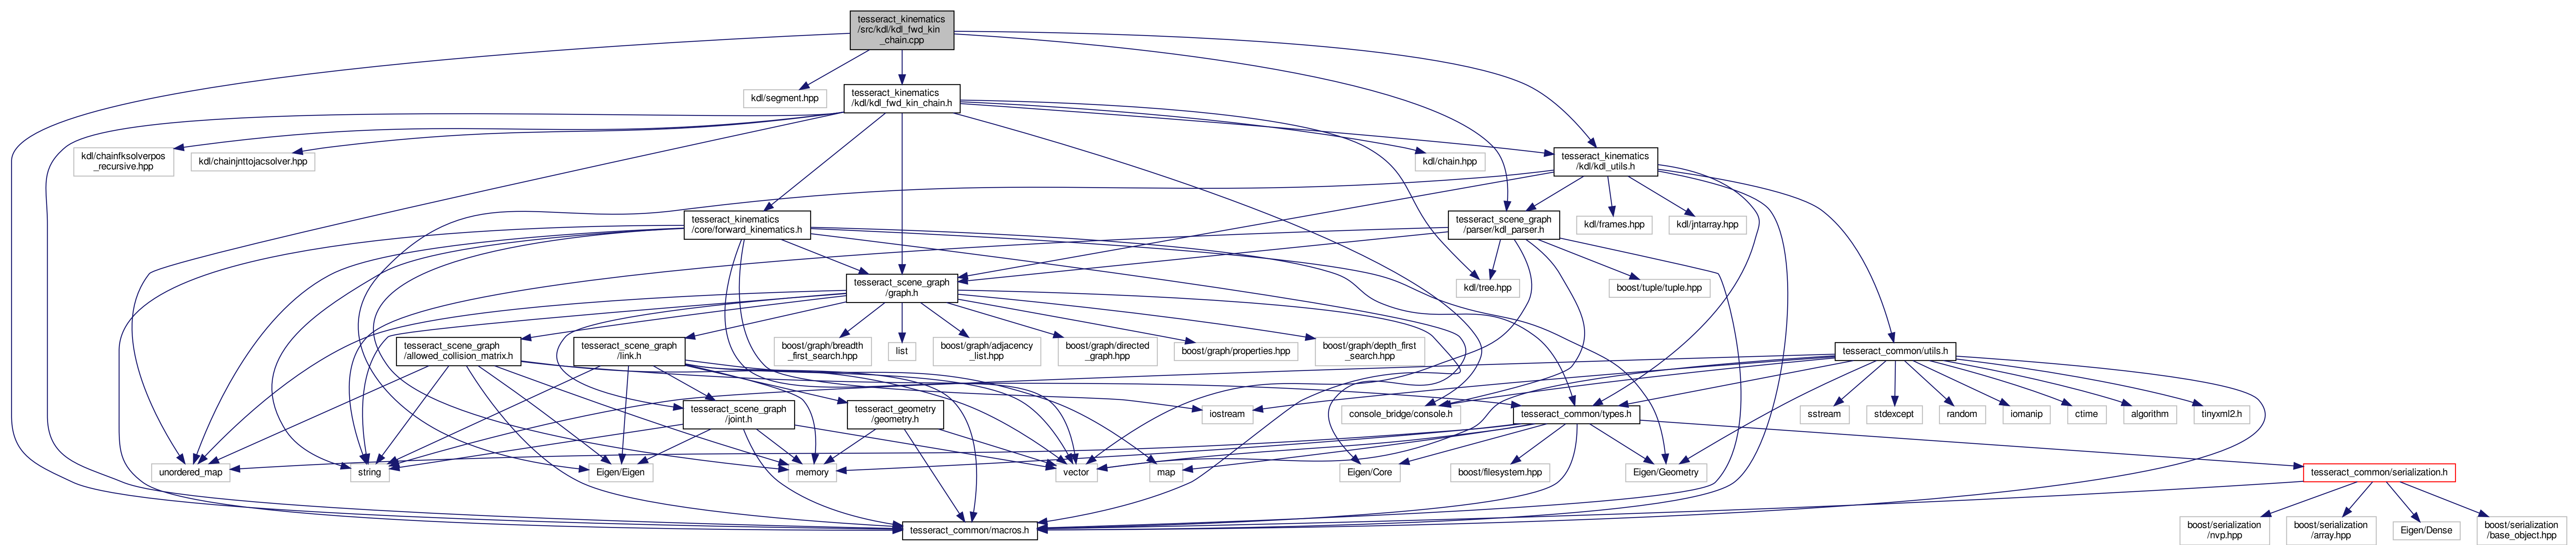 tesseract_kinematics
/src/kdl/kdl_fwd_kin
_chain.cpp
kdl/segment.hpp
tesseract_kinematics
/kdl/kdl_fwd_kin_chain.h
kdl/chainfksolverpos
_recursive.hpp
kdl/chainjnttojacsolver.hpp
kdl/chain.hpp
tesseract_kinematics
/kdl/kdl_utils.h
tesseract_kinematics
/core/forward_kinematics.h
tesseract_scene_graph
/parser/kdl_parser.h
kdl/frames.hpp
kdl/jntarray.hpp
tesseract_scene_graph
/graph.h
kdl/tree.hpp
boost/tuple/tuple.hpp
tesseract_scene_graph
/allowed_collision_matrix.h
tesseract_scene_graph
/link.h
boost/graph/breadth
_first_search.hpp
list
boost/graph/adjacency
_list.hpp
boost/graph/directed
_graph.hpp
boost/graph/properties.hpp
boost/graph/depth_first
_search.hpp
tesseract_common/utils.h
tesseract_scene_graph
/joint.h
tesseract_geometry
/geometry.h
iostream
console_bridge/console.h
tesseract_common/types.h
sstream
stdexcept
random
iomanip
ctime
algorithm
tinyxml2.h
unordered_map
string
Eigen/Eigen
memory
vector
map
Eigen/Core
boost/filesystem.hpp
Eigen/Geometry
tesseract_common/serialization.h
tesseract_common/macros.h
boost/serialization
/nvp.hpp
boost/serialization
/array.hpp
Eigen/Dense
boost/serialization
/base_object.hpp